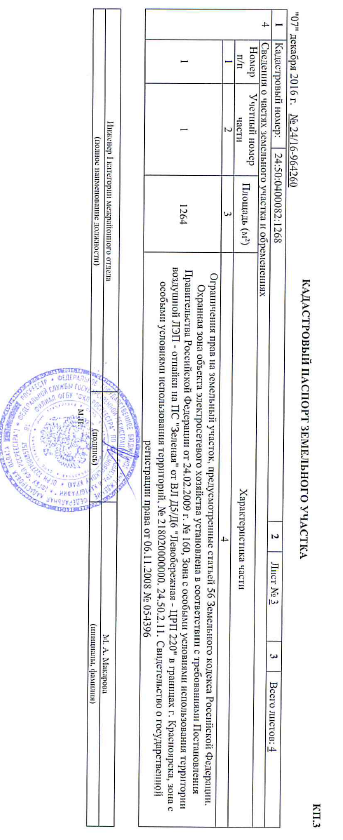 КП.3
КАДАСТРОВЫЙ ПАСПОРТ ЗЕМЕЛЬНОГО УЧАСТКА
"07" декабря 2016 г. № 24/16-964260
1 Кадастровый номер: 24:50:0400082:1268 2 Лист № 3 3 Всего листов: 4
4 Сведения о частях земельного участка и обременениях
Номер п/п Учетный номер части Площадь (м²) Характеристика части
1 2 3 4
1 1 1264
Ограничения прав на земельный участок, предусмотренные статьей 56 Земельного кодекса Российской Федерации.
Охранная зона объекта электросетевого хозяйства установлена в соответствии с требованиями Постановления
Правительства Российской Федерации от 24.02.2009 г. № 160, Зона с особыми условиями использования территории
воздушной ЛЭП - отпайки на ПС "Зеленая" от ВЛ Д5/Д6 "Левобережная - ЦРП 220" в границах г. Красноярска, зона с
особыми условиями использования территорий, № 218020000000. 24.50.2.11. Свидетельство о государственной
регистрации права от 06.11.2008 № 054396
Инженер I категории межрайонного отдела М. А. Макарова
(полное наименование должности) (подпись) (инициалы, фамилия)
М.П.